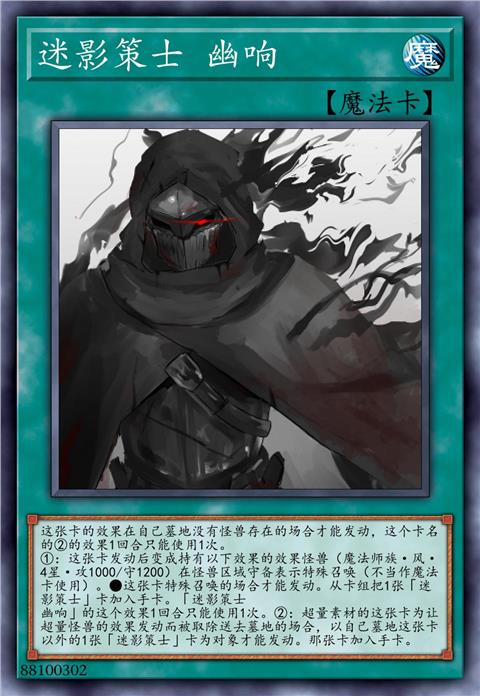 迷影策士 幽响
魔
【魔法卡】
这张卡的效果在自己墓地没有怪兽存在的场合才能发动，这个卡名
的②的效果1回合只能使用1次。
①：这张卡发动后变成持有以下效果的效果怪兽（魔法师族·风·
4星·攻1000/守1200）在怪兽区域守备表示特殊召唤（不当作魔法
卡使用） ●这张卡特殊召唤的场合才能发动。从卡组把1张「迷
影策士」卡加入手卡。「迷影策士
幽响」的这个效果1回合只能使用1次。②：超量素材的这张卡为让
超量怪兽的效果发动而被取除送去墓地的场合，以自己墓地这张卡
以外的1张「迷影策士」卡为对象才能发动。那张卡加入手卡。
88100302